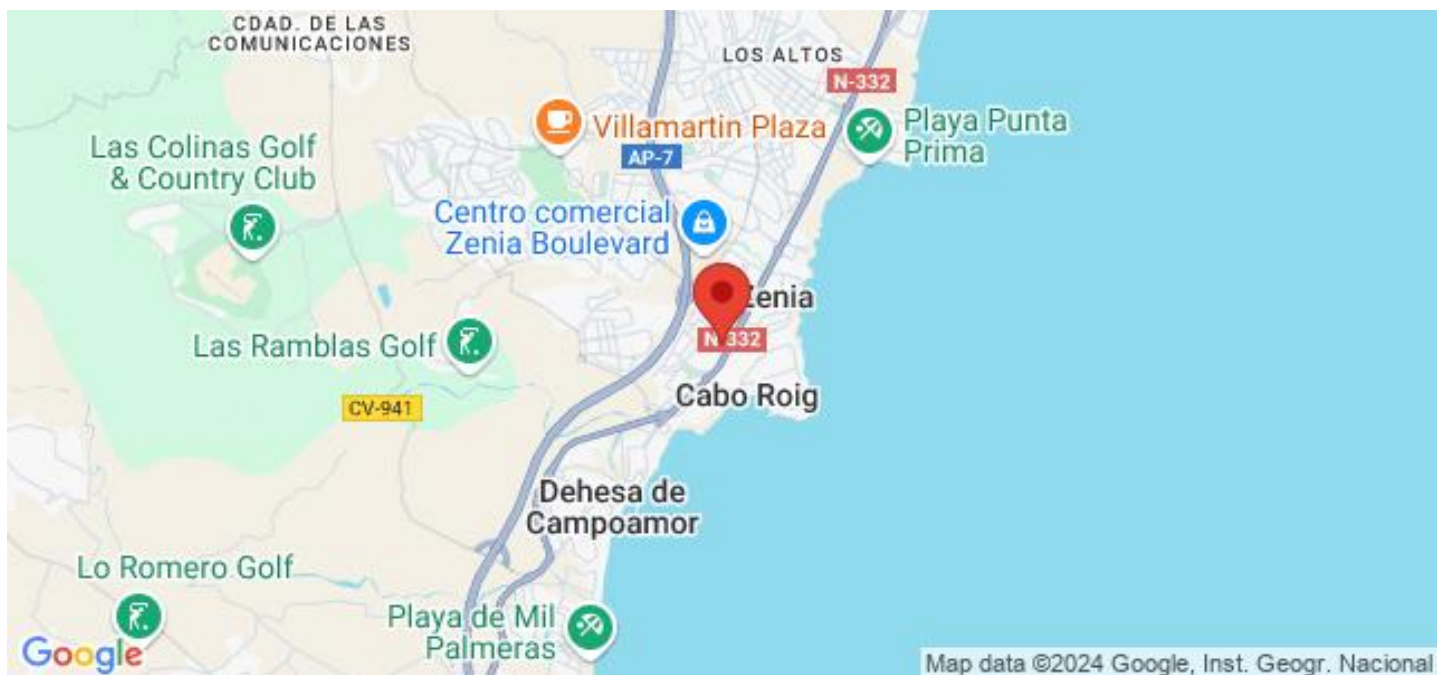 CDAD. DE LAS
COMUNICACIONES
LOS ALTOS
N-332
Villamartin Plaza
Playa Punta
Prima
Las Colinas Golf
& Country Club
AP-7
Centro comercial
Zenia Boulevard
Zenia
N-332
Las Ramblas Golf
Cabo Roig
CV-941
Dehesa de
Campoamor
Lo Romero Golf
Playa de Mil
Palmeras
Google
Map data ©2024 Google, Inst. Geogr. Nacional